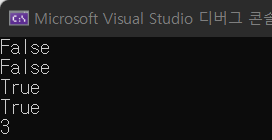 Microsoft Visual Studio 디버그 콘솔
False
False
True
True
3